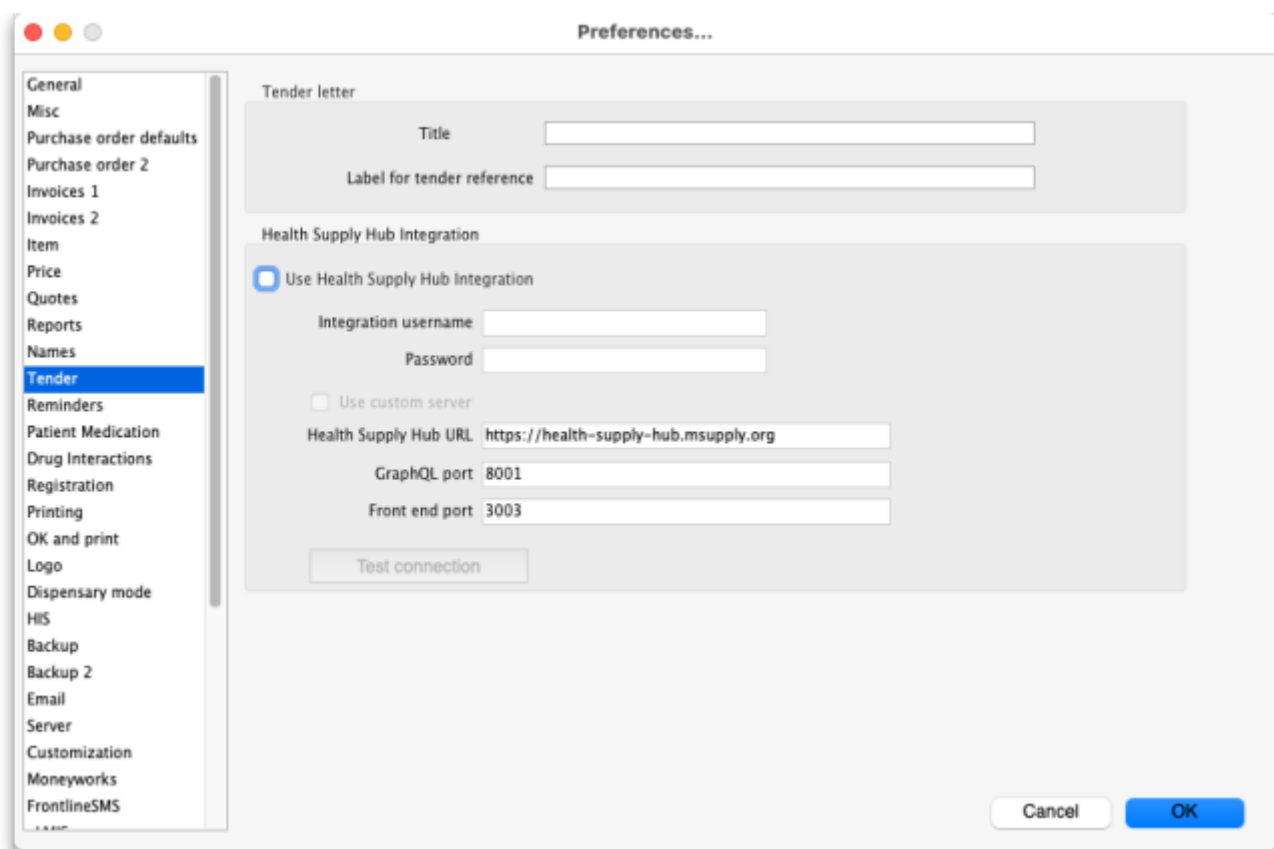 Preferences...
General
Misc
Purchase order defaults
Purchase order 2
Invoices 1
Invoices 2
Item
Price
Quotes
Reports
Names
Tender
Reminders
Patient Medication
Drug Interactions
Registration
Printing
OK and print
Logo
Dispensary mode
HIS
Backup
Backup 2
Email
Server
Customization
Moneyworks
FrontlineSMS
Tender letter
Title
Label for tender reference
Health Supply Hub Integration
Use Health Supply Hub Integration
Integration username
Password
Use custom server
Health Supply Hub URL https://health-supply-hub.msupply.org
GraphQL port 8001
Front end port 3003
Test connection
Cancel OK